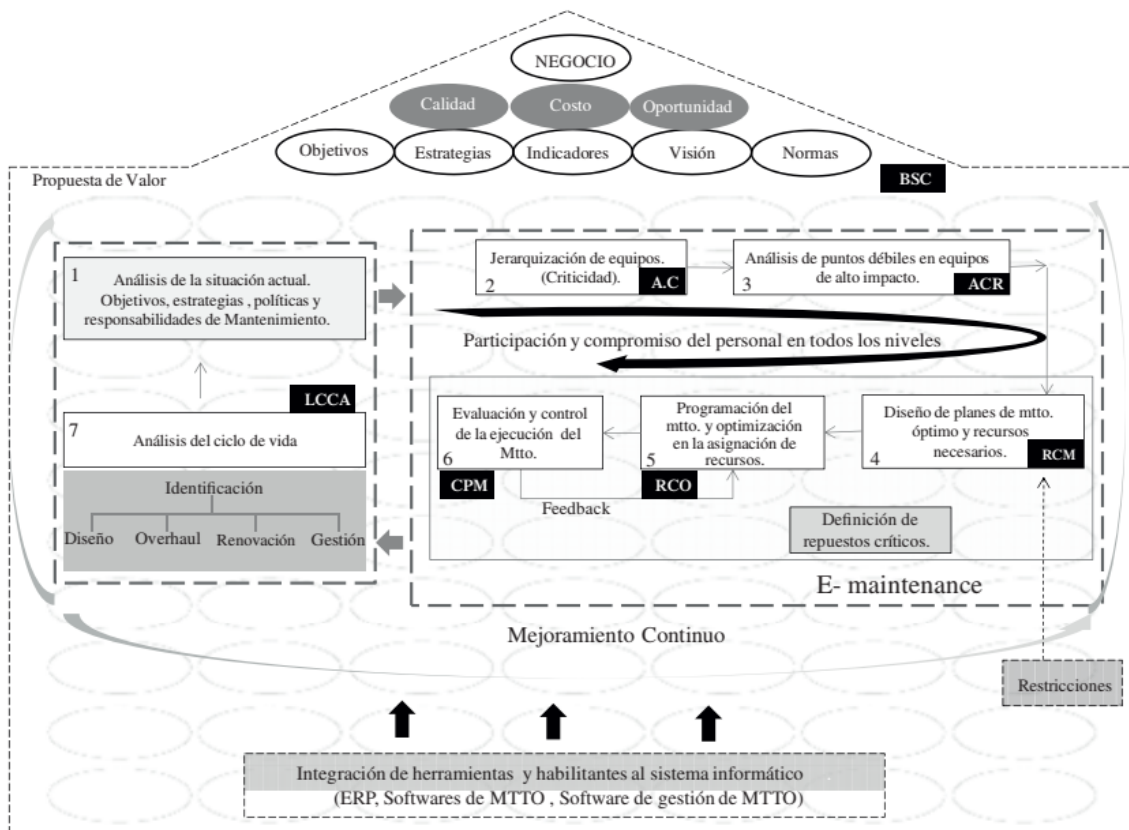 NEGOCIO
Calidad
Costo
Oportunidad
Objetivos
Estrategias
Indicadores
Visión
Normas
Propuesta de Valor
BSC
1
Análisis de la situación actual.
Objetivos, estrategias , políticas y
responsabilidades de Mantenimiento.
LCCA
7
Análisis del ciclo de vida
Identificación
Diseño
Overhaul
Renovación
Gestión
Jerarquización de equipos.
(Criticidad).
2
A.C
Análisis de puntos débiles en equipos
de alto impacto.
3
ACR
Participación y compromiso del personal en todos los niveles
Diseño de planes de mtto.
óptimo y recursos
necesarios.
4
RCM
Programación del
mtto. y optimización
en la asignación de
recursos.
5
RCO
Evaluación y control
de la ejecución del
Mtto.
6
CPM
Feedback
Definición de
repuestos críticos.
E- maintenance
Mejoramiento Continuo
Restricciones
Integración de herramientas y habilitantes al sistema informático
(ERP, Softwares de MTTO , Software de gestión de MTTO)